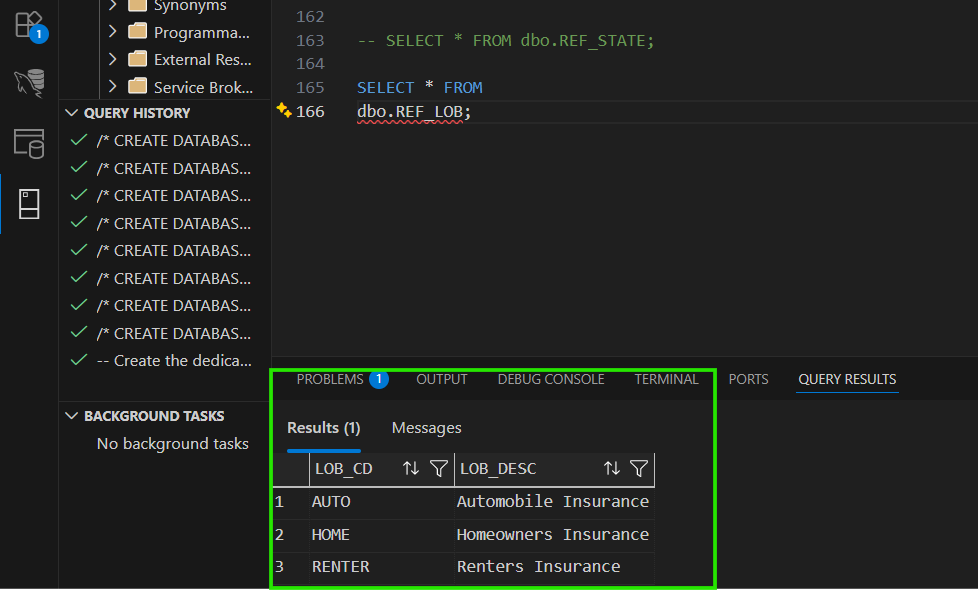 1
Synonyms
Programma...
External Res...
Service Brok...
QUERY HISTORY
/* CREATE DATABAS...
/* CREATE DATABAS...
/* CREATE DATABAS...
/* CREATE DATABAS...
/* CREATE DATABAS...
/* CREATE DATABAS...
/* CREATE DATABAS...
/* CREATE DATABAS...
-- Create the dedica...
BACKGROUND TASKS
No background tasks
162
163 -- SELECT * FROM dbo.REF_STATE;
164
165 SELECT * FROM
166 dbo.REF_LOB;
PROBLEMS 1 OUTPUT DEBUG CONSOLE TERMINAL PORTS QUERY RESULTS
Results (1) Messages
LOB_CD LOB_DESC
1 AUTO Automobile Insurance
2 HOME Homeowners Insurance
3 RENTER Renters Insurance